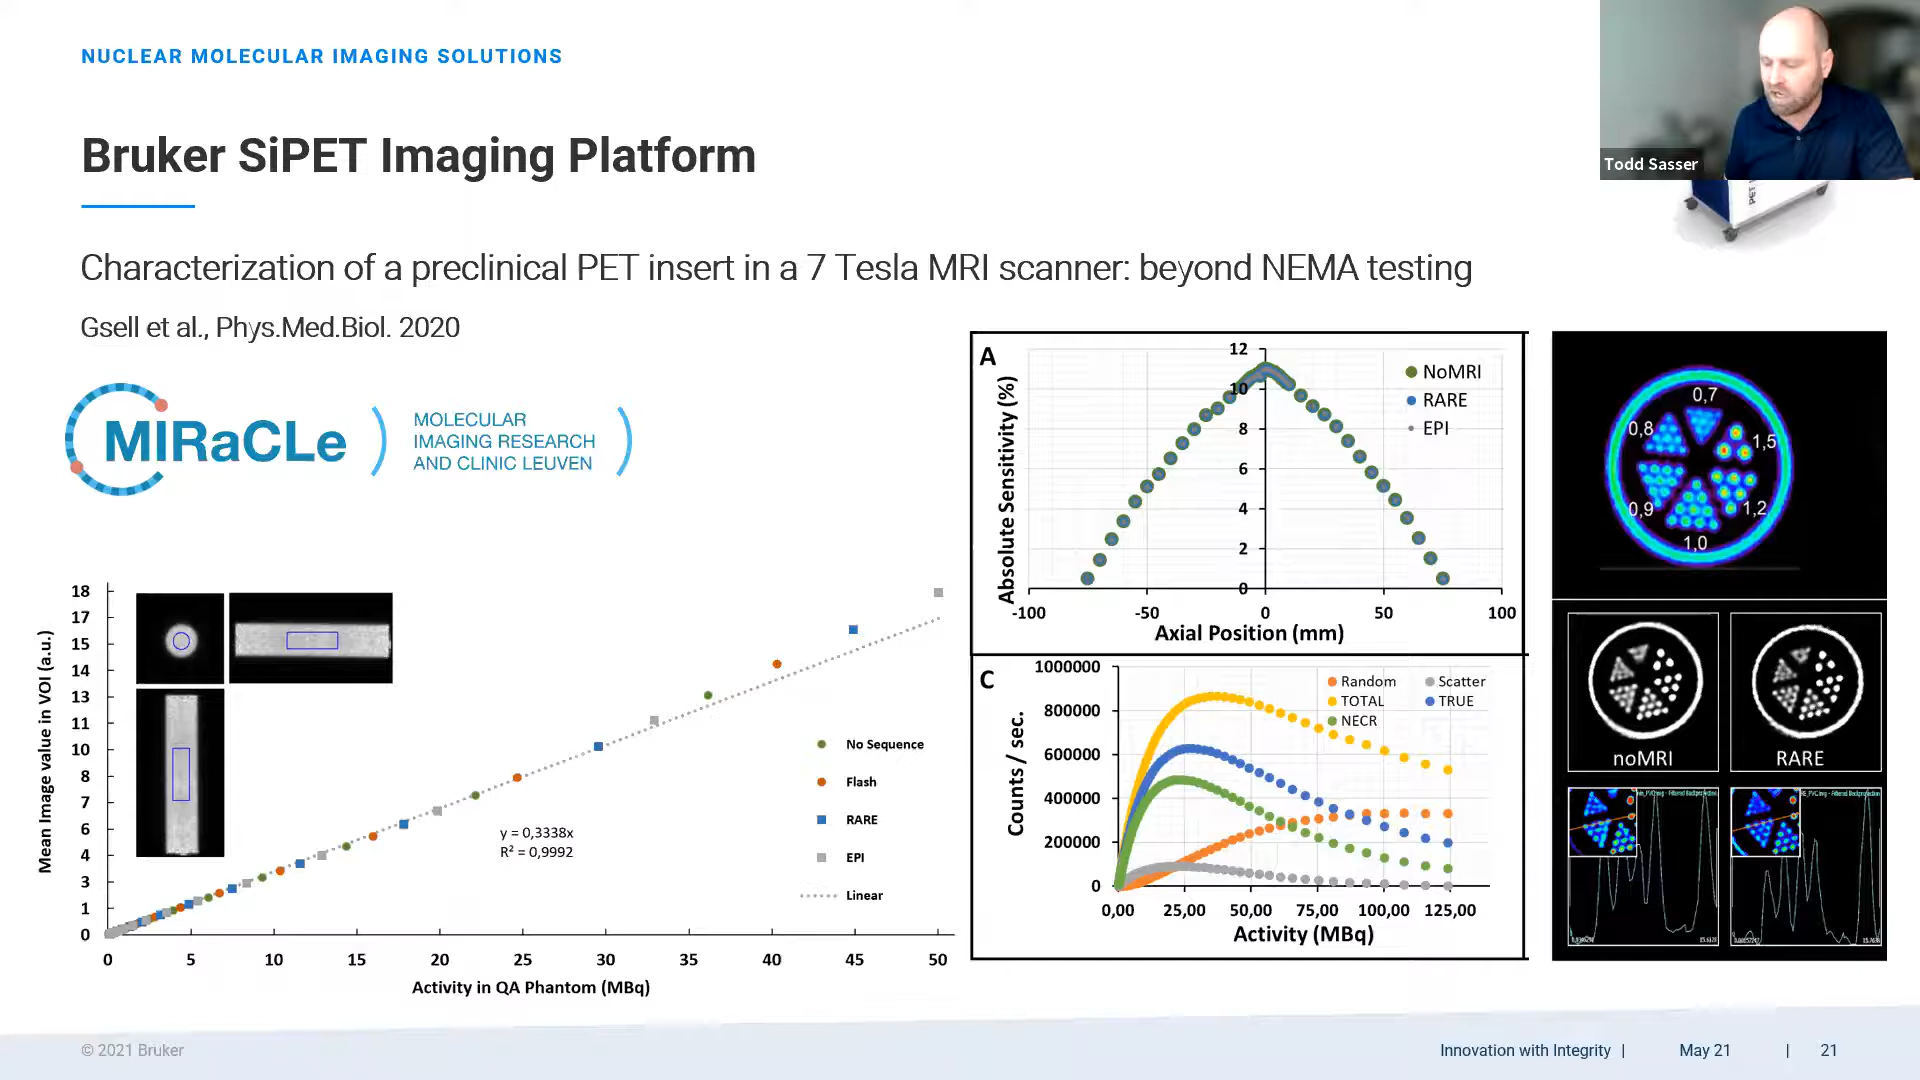 NUCLEAR MOLECULAR IMAGING SOLUTIONS
Bruker SiPET Imaging Platform
Todd Sasser
Characterization of a preclinical PET insert in a 7 Tesla MRI scanner: beyond NEMA testing
Gsell et al., Phys.Med.Biol. 2020
MIRaCLe
MOLECULAR
IMAGING RESEARCH
AND CLINIC LEUVEN
Mean Image value in VOI (a.u.)
18
17
15
14
13
11
10
8
7
6
4
3
1
0
0 5 10 15 20 25 30 35 40 45 50
Activity in QA Phantom (MBq)
y = 0,3338x
R² = 0,9992
No Sequence
Flash
RARE
EPI
Linear
A
Absolute Sensitivity (%)
12
10
8
6
4
2
0
NoMRI
RARE
EPI
-100 -50 0 50 100
Axial Position (mm)
C
Counts / sec.
1000000
800000
600000
400000
200000
0
Random Scatter
TOTAL TRUE
NECR
0,00 25,00 50,00 75,00 100,00 125,00
Activity (MBq)
0,7
0,8
1,5
0,9
1,2
1,0
noMRI RARE
PET
© 2021 Bruker
Innovation with Integrity | May 21 | 21